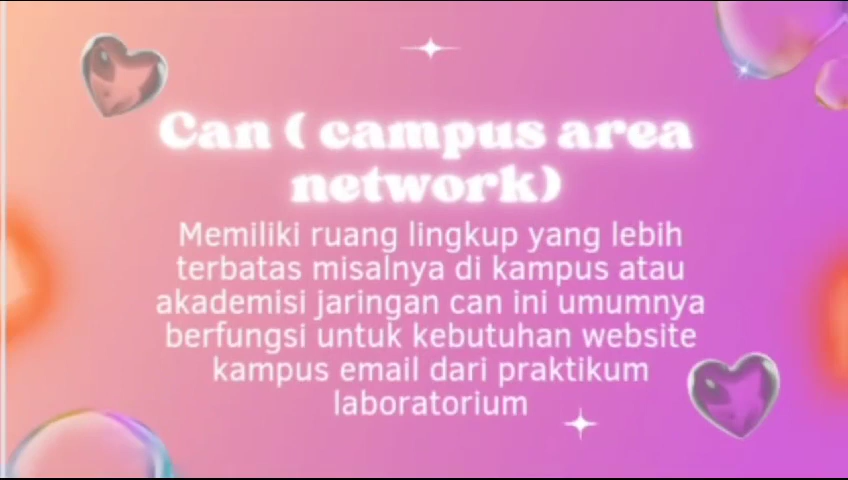 Can ( campus area
network)
Memiliki ruang lingkup yang lebih
terbatas misalnya di kampus atau
akademisi jaringan can ini umumnya
berfungsi untuk kebutuhan website
kampus email dari praktikum
laboratorium